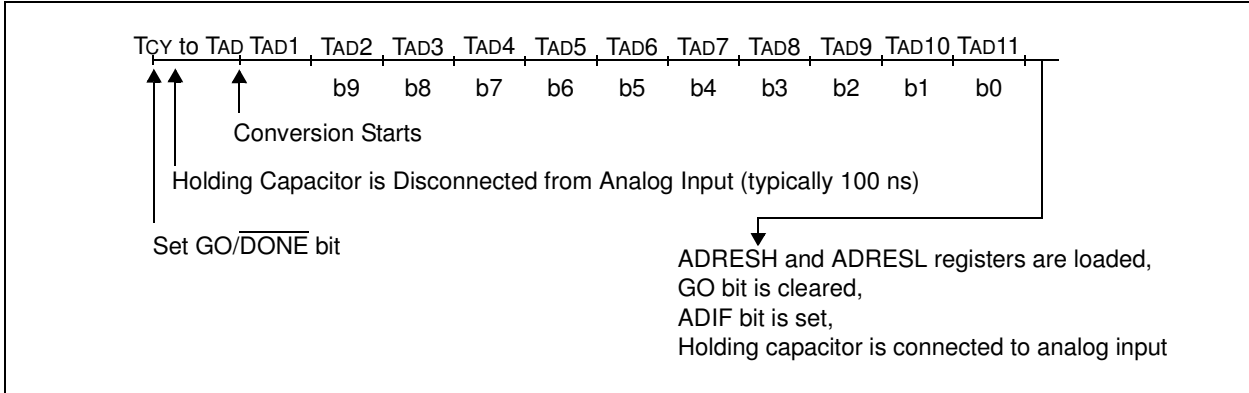 TCY to TAD TAD1 TAD2 TAD3 TAD4 TAD5 TAD6 TAD7 TAD8 TAD9 TAD10 TAD11
b9 b8 b7 b6 b5 b4 b3 b2 b1 b0
Conversion Starts
Holding Capacitor is Disconnected from Analog Input (typically 100 ns)
Set GO/DONE bit
ADRESH and ADRESL registers are loaded,
GO bit is cleared,
ADIF bit is set,
Holding capacitor is connected to analog input